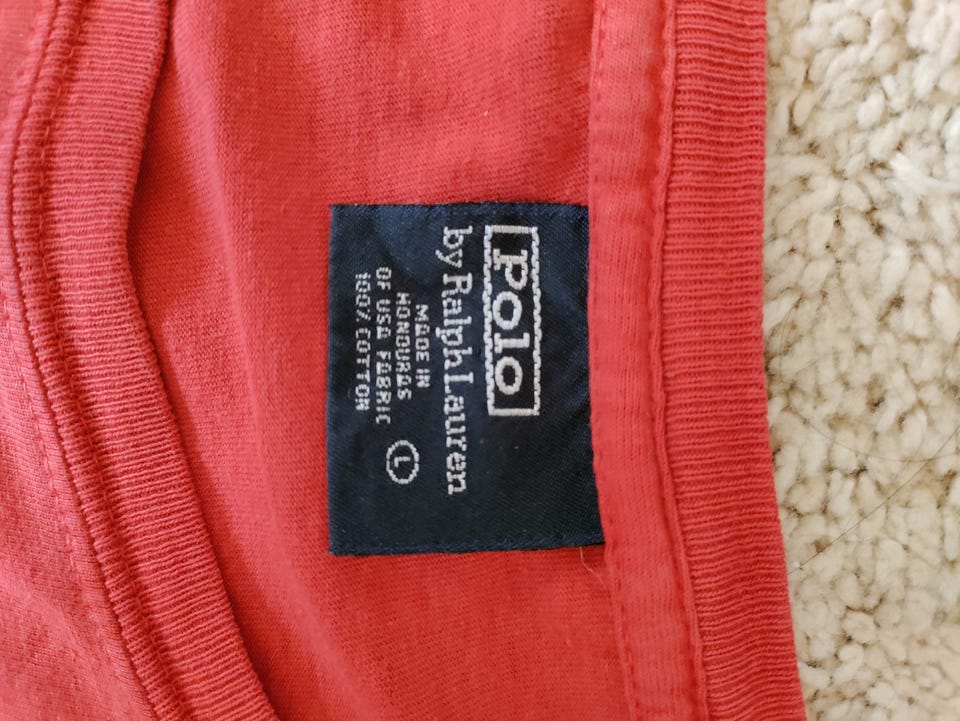 POLO
by Ralph Lauren
MADE IN
HONDURAS
OF USA FABRIC
100% COTTON
L